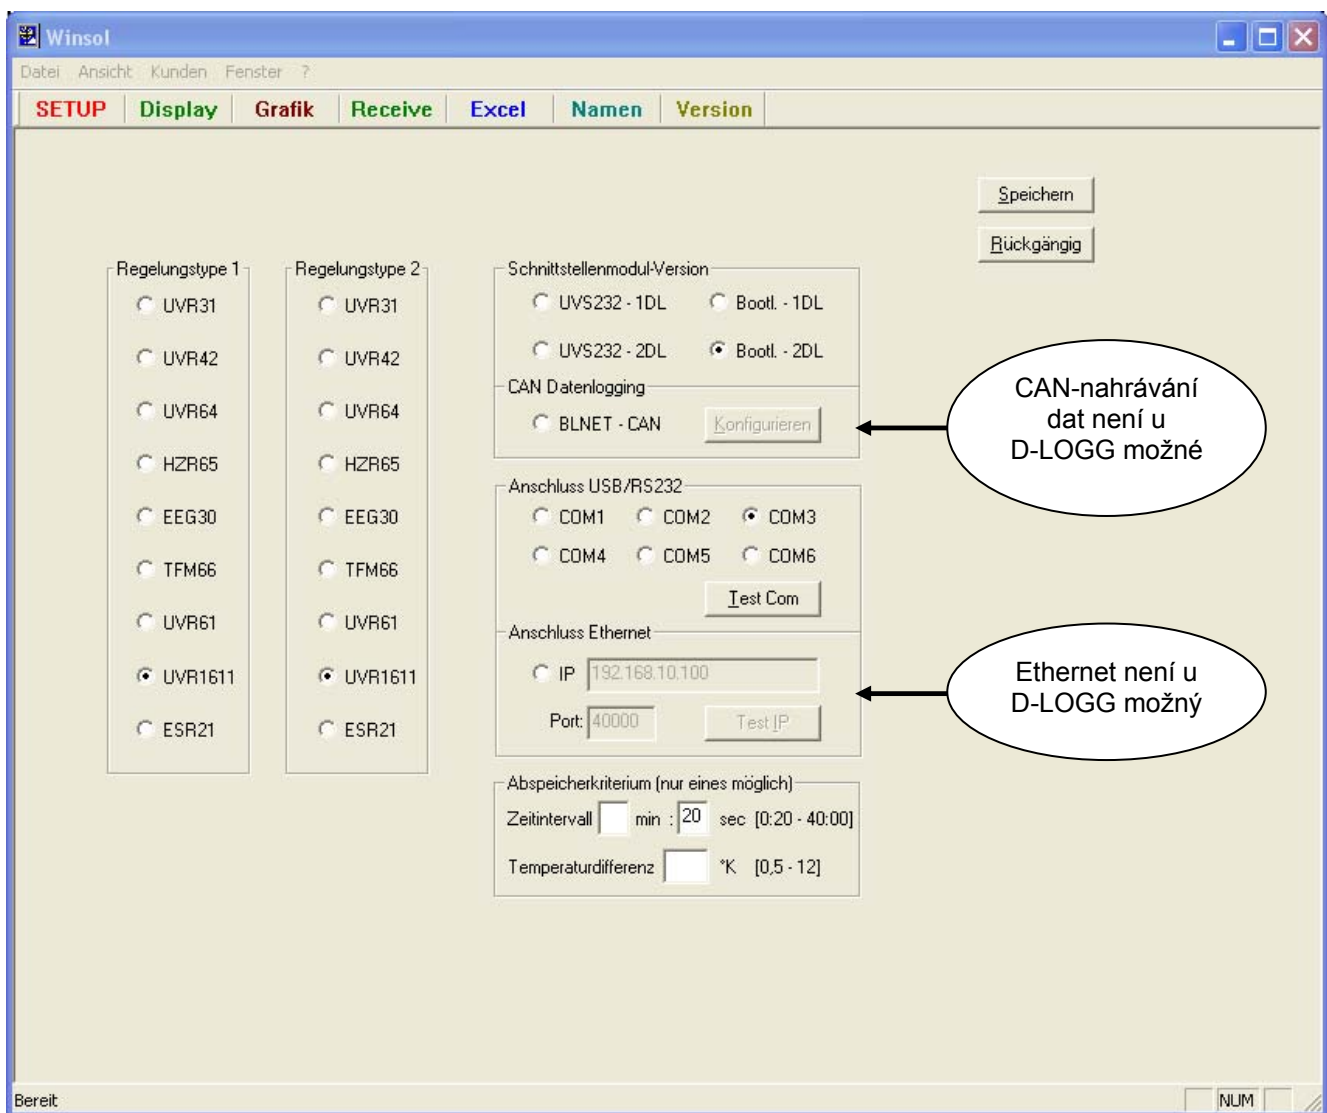 Winsol
Datei Ansicht Kunden Fenster ?
SETUP Display Grafik Receive Excel Namen Version
Speichern
Rückgängig
Regelungstype 1
UVR31
UVR42
UVR64
HZR65
EEG30
TFM66
UVR61
UVR1611
ESR21
Regelungstype 2
UVR31
UVR42
UVR64
HZR65
EEG30
TFM66
UVR61
UVR1611
ESR21
Schnittstellenmodul-Version
UVS232 - 1DL Bootl. - 1DL
UVS232 - 2DL Bootl. - 2DL
CAN Datenlogging
BLNET - CAN Konfigurieren
CAN-nahrávání
dat není u
D-LOGG možné
Anschluss USB/RS232
COM1 COM2 COM3
COM4 COM5 COM6
Test Com
Anschluss Ethernet
IP 192.168.10.100
Port: 40000 Test IP
Ethernet není u
D-LOGG možný
Abspeicherkriterium (nur eines möglich)
Zeitintervall min : 20 sec [0:20 - 40:00]
Temperaturdifferenz °K [0,5 - 12]
Bereit NUM